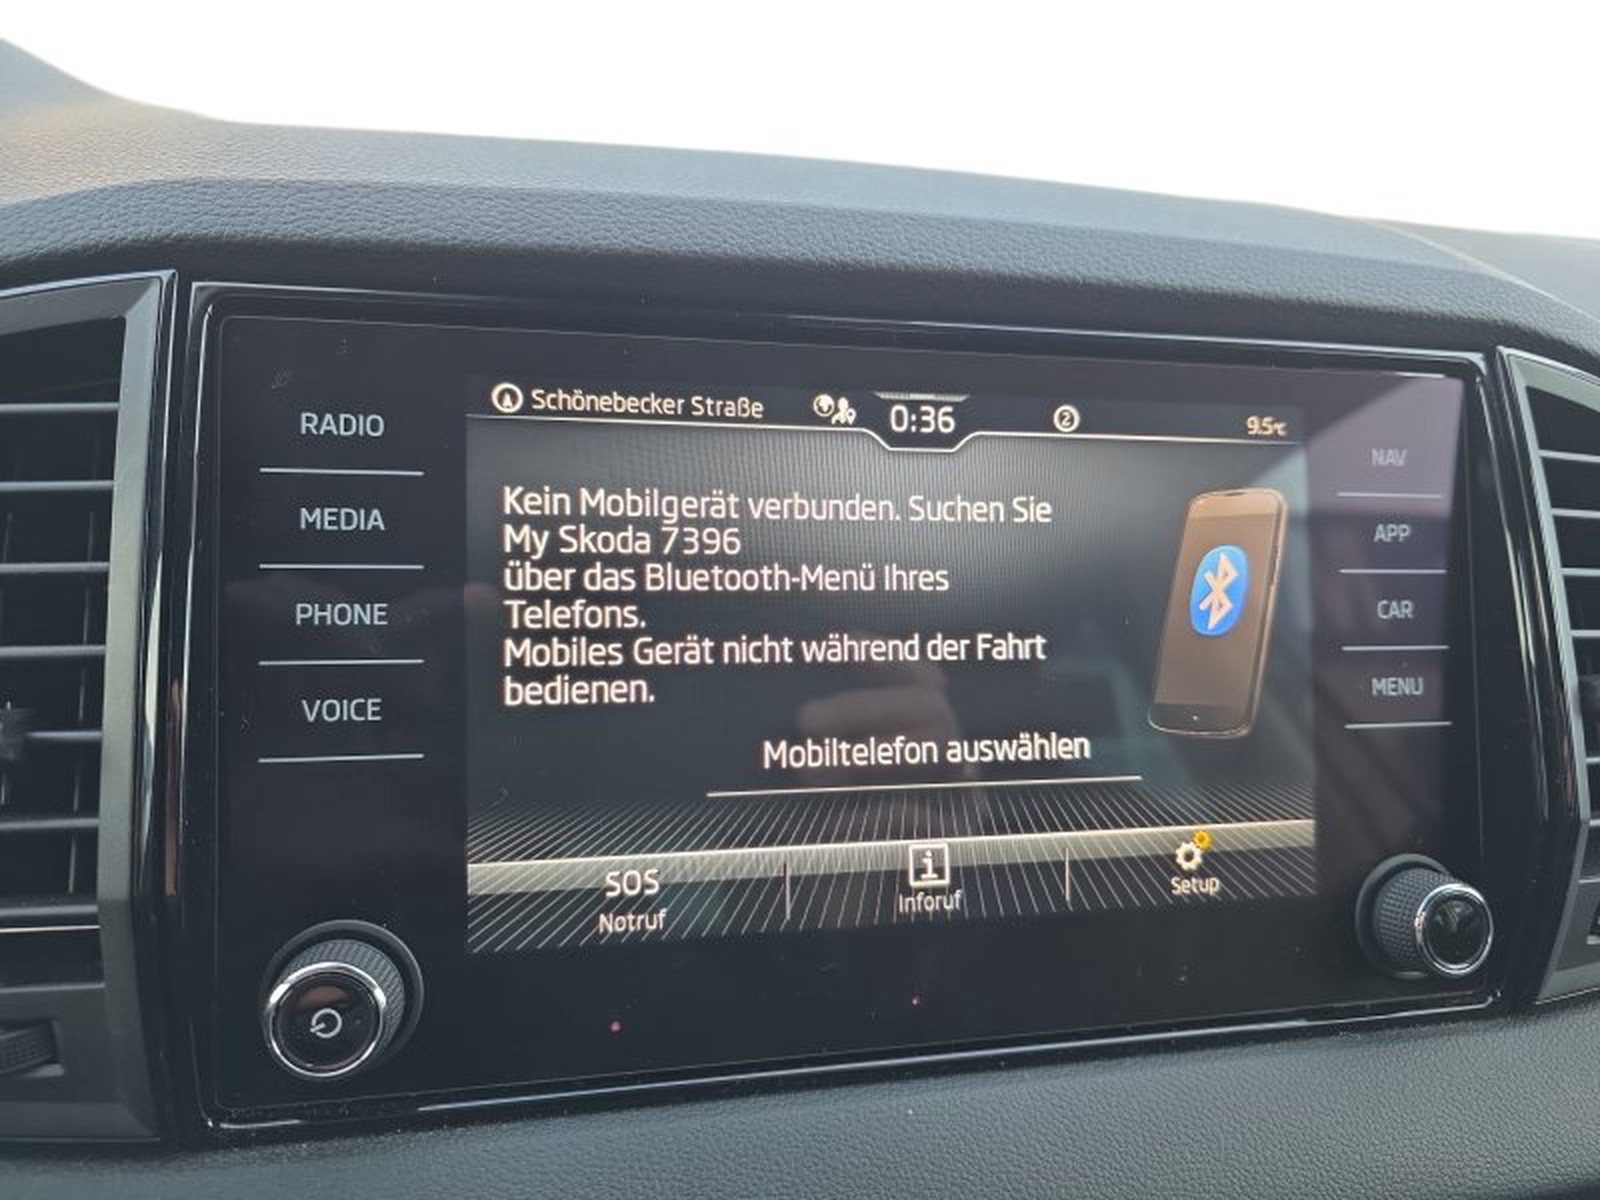 Schönebecker Straße
0:36
2
9.5°C
RADIO
MEDIA
PHONE
VOICE
Kein Mobilgerät verbunden. Suchen Sie
My Skoda 7396
über das Bluetooth-Menü Ihres
Telefons.
Mobiles Gerät nicht während der Fahrt
bedienen.
Mobiltelefon auswählen
SOS
Notruf
i
Inforuf
Setup
NAV
APP
CAR
MENU